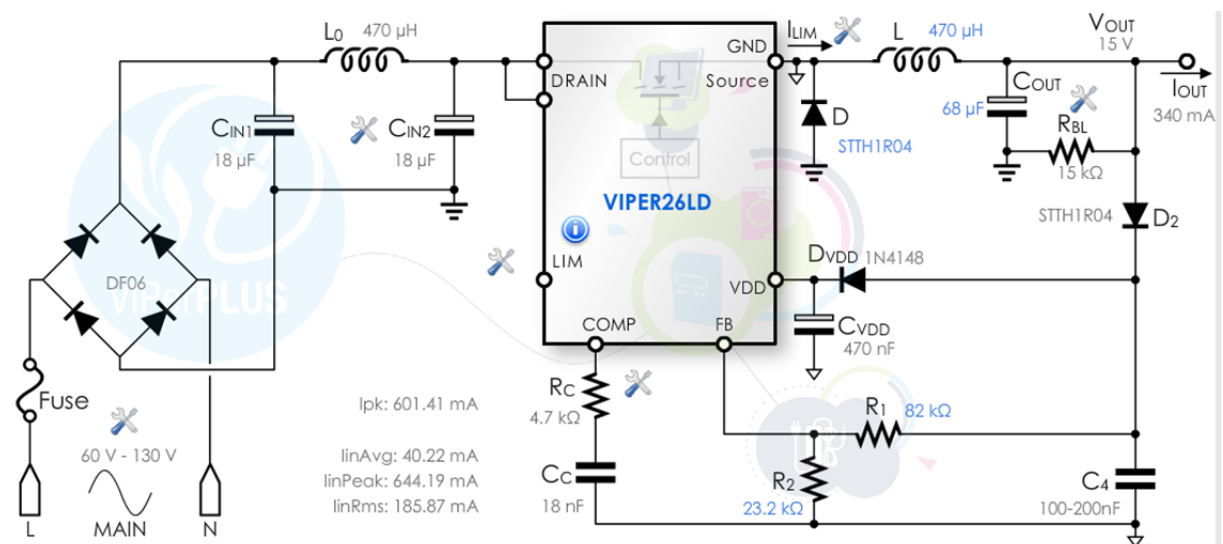 L0 470 µH
ILIM
L 470 µH
VOUT
15 V
GND
DRAIN
Source
IOUT
340 mA
CIN1
18 µF
CIN2
18 µF
COUT
68 µF
RBL
15 kΩ
D
STTH1R04
Control
VIPER26LD
i
STTH1R04 D2
DF06
VIPerPLUS
LIM
VDD
DVDD 1N4148
CVDD
470 nF
COMP
FB
Fuse
60 V - 130 V
L
MAIN
N
Ipk: 601.41 mA
IinAvg: 40.22 mA
IinPeak: 644.19 mA
IinRms: 185.87 mA
RC
4.7 kΩ
CC
18 nF
R1 82 kΩ
R2
23.2 kΩ
C4
100-200nF